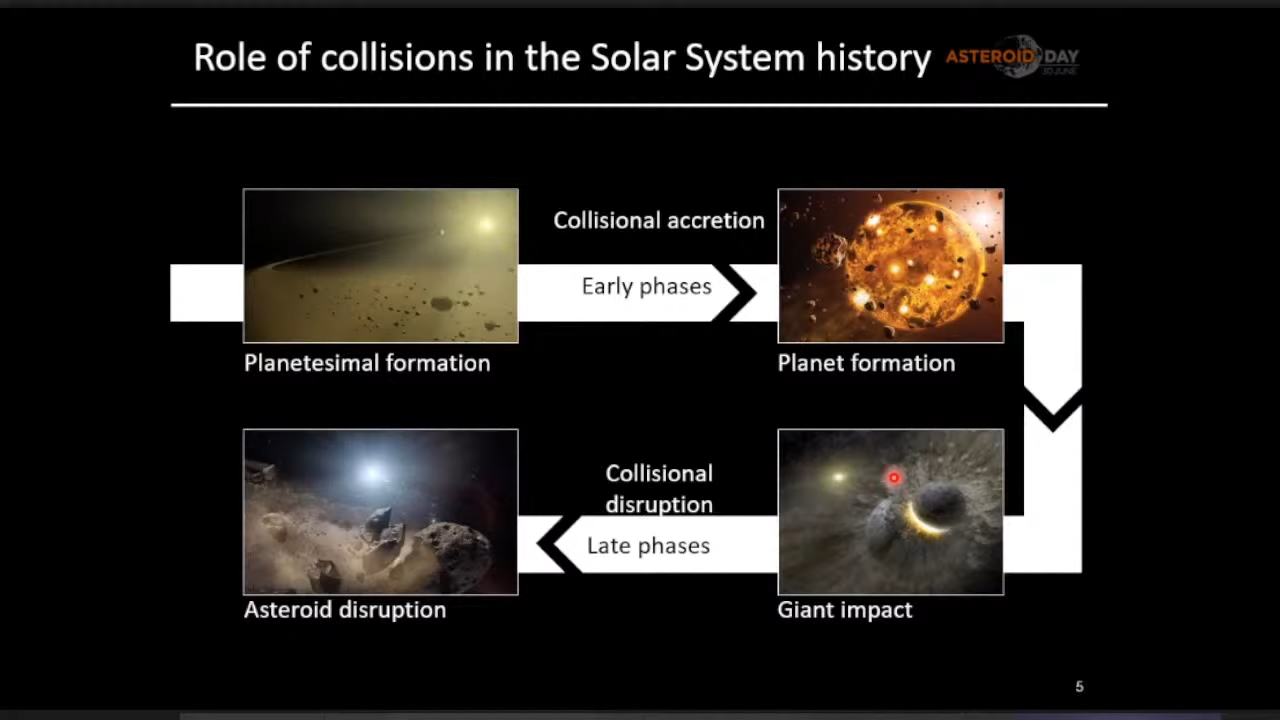 Role of collisions in the Solar System history
ASTEROID DAY
30 JUNE
Collisional accretion
Early phases
Planetesimal formation
Planet formation
Collisional
disruption
Late phases
Asteroid disruption
Giant impact
5